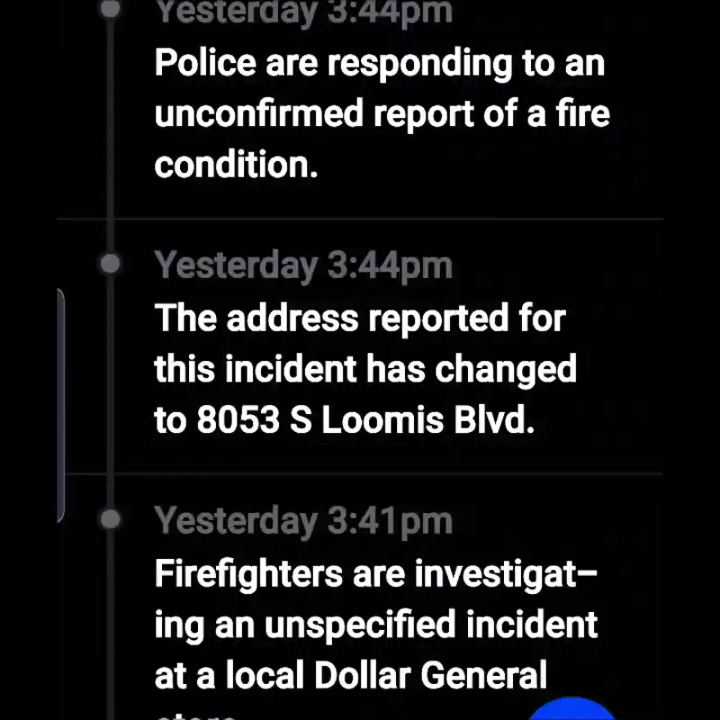 Yesterday 3:44pm
Police are responding to an
unconfirmed report of a fire
condition.
Yesterday 3:44pm
The address reported for
this incident has changed
to 8053 S Loomis Blvd.
Yesterday 3:41pm
Firefighters are investigat–
ing an unspecified incident
at a local Dollar General
store